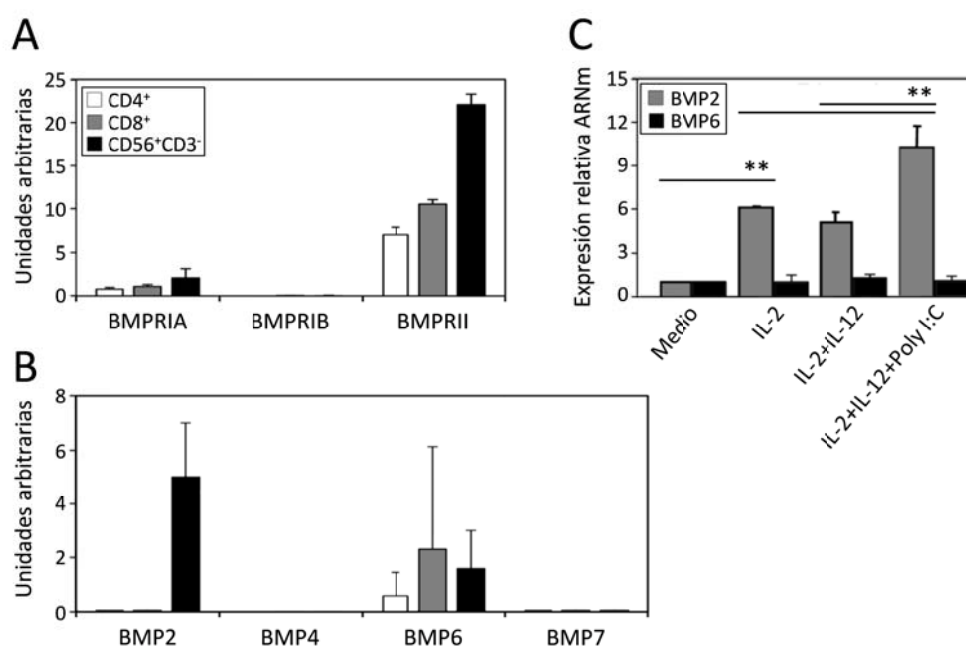 A
Unidades arbitrarias
25
20
15
10
5
0
CD4+
CD8+
CD56+CD3-
BMPRIA BMPRIB BMPRII
B
Unidades arbitrarias
8
6
4
2
0
BMP2 BMP4 BMP6 BMP7
C
Expresión relativa ARNm
15
12
9
6
3
0
BMP2
BMP6
**
**
Medio
IL-2
IL-2+IL-12
IL-2+IL-12+Poly I:C